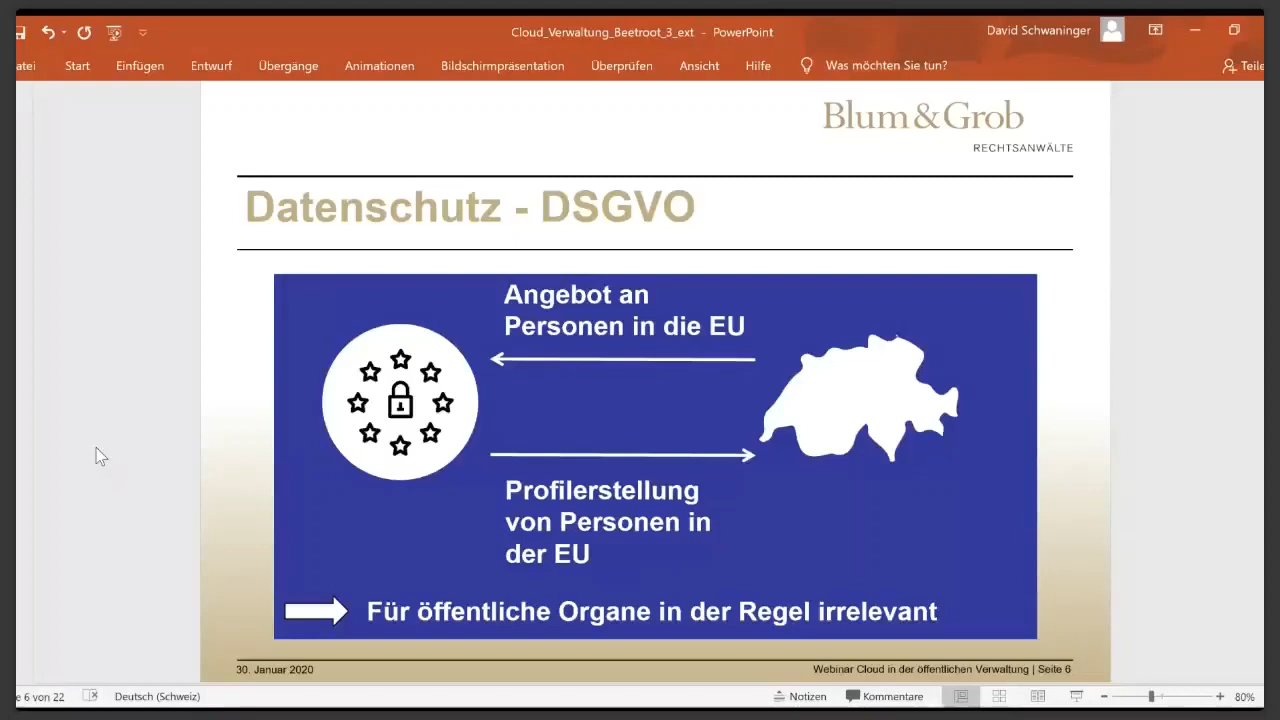 Cloud_Verwaltung_Beetroot_3_ext - PowerPoint
David Schwaninger
atei Start Einfügen Entwurf Übergänge Animationen Bildschirmpräsentation Überprüfen Ansicht Hilfe Was möchten Sie tun? Teile
Blum & Grob
RECHTSANWÄLTE
Datenschutz - DSGVO
Angebot an
Personen in die EU
Profilerstellung
von Personen in
der EU
Für öffentliche Organe in der Regel irrelevant
30. Januar 2020
Webinar Cloud in der öffentlichen Verwaltung | Seite 6
e 6 von 22 Deutsch (Schweiz) Notizen Kommentare 80%